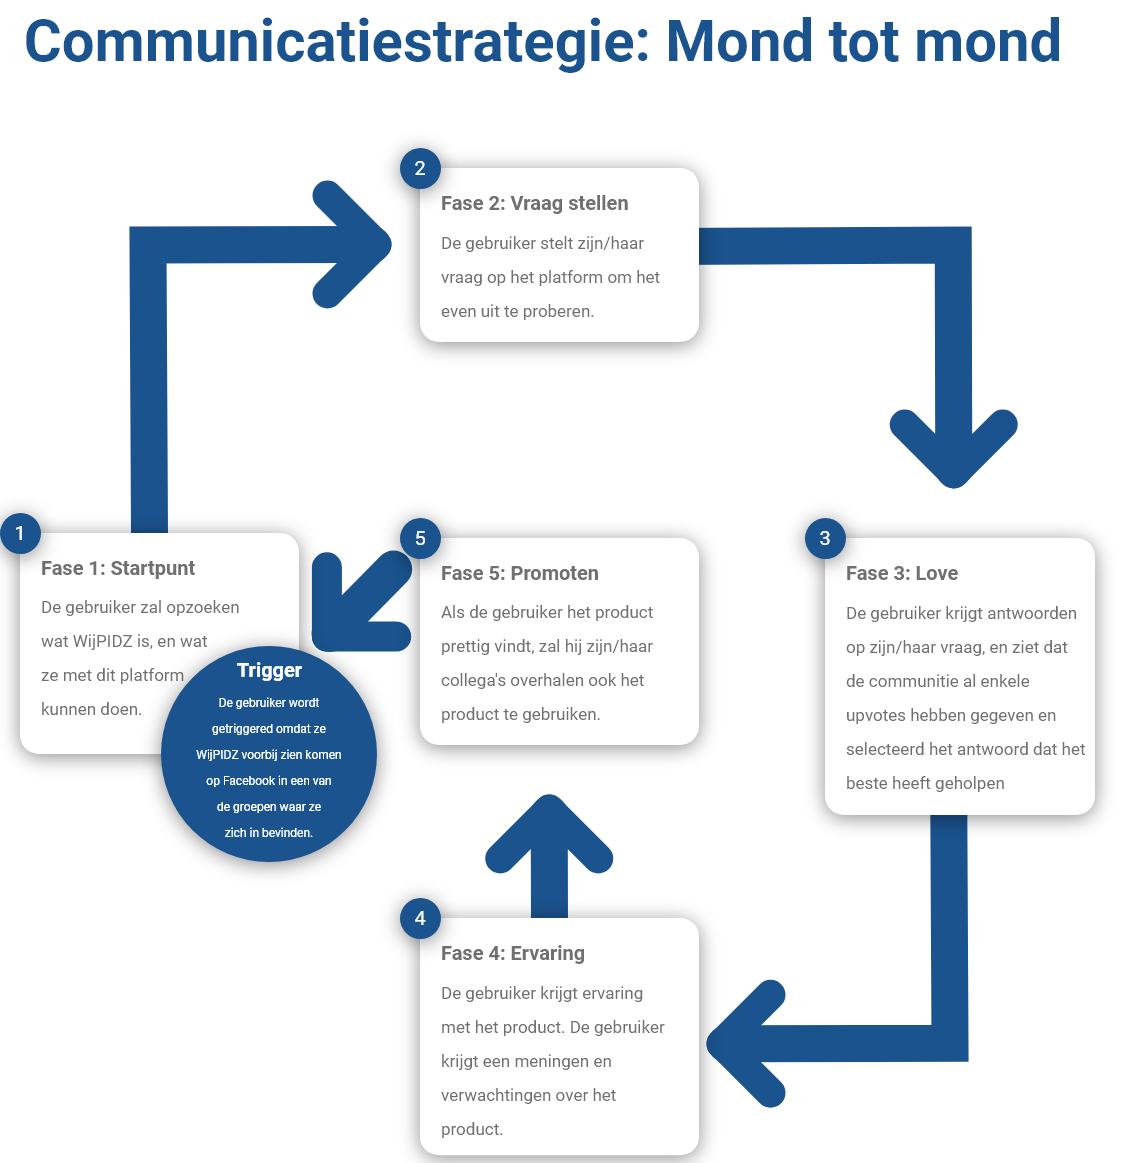 Communicatiestrategie: Mond tot mond
1
Fase 1: Startpunt
De gebruiker zal opzoeken
wat WijPIDZ is, en wat
ze met dit platform
kunnen doen.
Trigger
De gebruiker wordt
getriggered omdat ze
WijPIDZ voorbij zien komen
op Facebook in een van
de groepen waar ze
zich in bevinden.
2
Fase 2: Vraag stellen
De gebruiker stelt zijn/haar
vraag op het platform om het
even uit te proberen.
3
Fase 3: Love
De gebruiker krijgt antwoorden
op zijn/haar vraag, en ziet dat
de communitie al enkele
upvotes hebben gegeven en
selecteerd het antwoord dat het
beste heeft geholpen
4
Fase 4: Ervaring
De gebruiker krijgt ervaring
met het product. De gebruiker
krijgt een meningen en
verwachtingen over het
product.
5
Fase 5: Promoten
Als de gebruiker het product
prettig vindt, zal hij zijn/haar
collega's overhalen ook het
product te gebruiken.